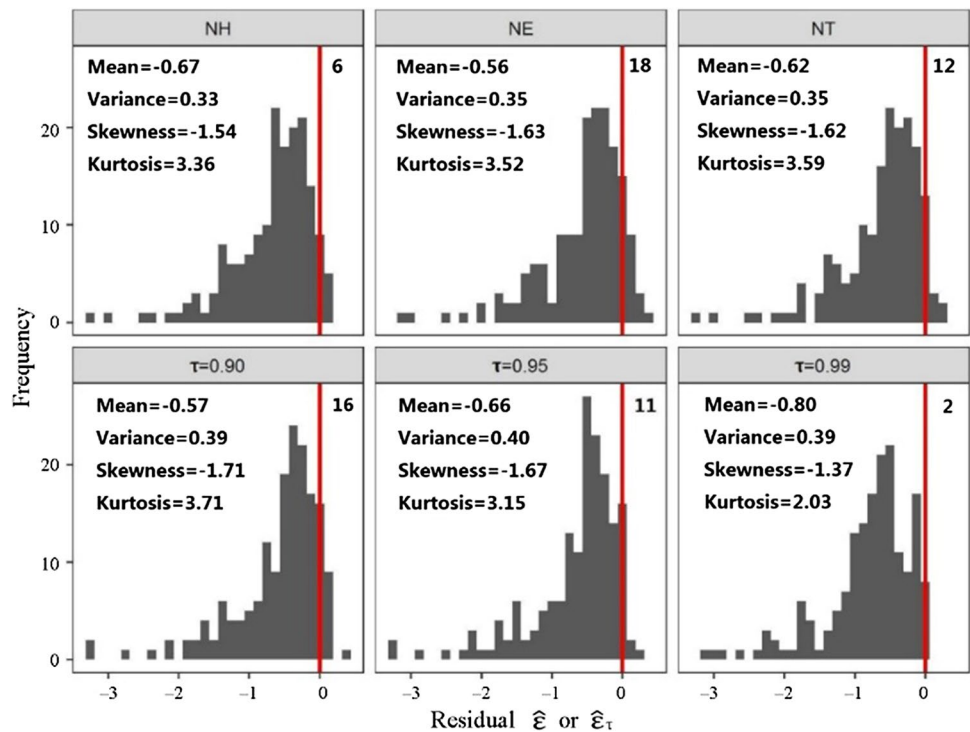 NH
NE
NT
Mean=-0.67
6
Variance=0.33
Skewness=-1.54
Kurtosis=3.36
Mean=-0.56
18
Variance=0.35
Skewness=-1.63
Kurtosis=3.52
Mean=-0.62
12
Variance=0.35
Skewness=-1.62
Kurtosis=3.59
20
10
0
Frequency
τ=0.90
τ=0.95
τ=0.99
Mean=-0.57
16
Variance=0.39
Skewness=-1.71
Kurtosis=3.71
Mean=-0.66
11
Variance=0.40
Skewness=-1.67
Kurtosis=3.15
Mean=-0.80
2
Variance=0.39
Skewness=-1.37
Kurtosis=2.03
20
10
0
−3 −2 −1 0
−3 −2 −1 0
−3 −2 −1 0
Residual ε̂ or ε̂τ